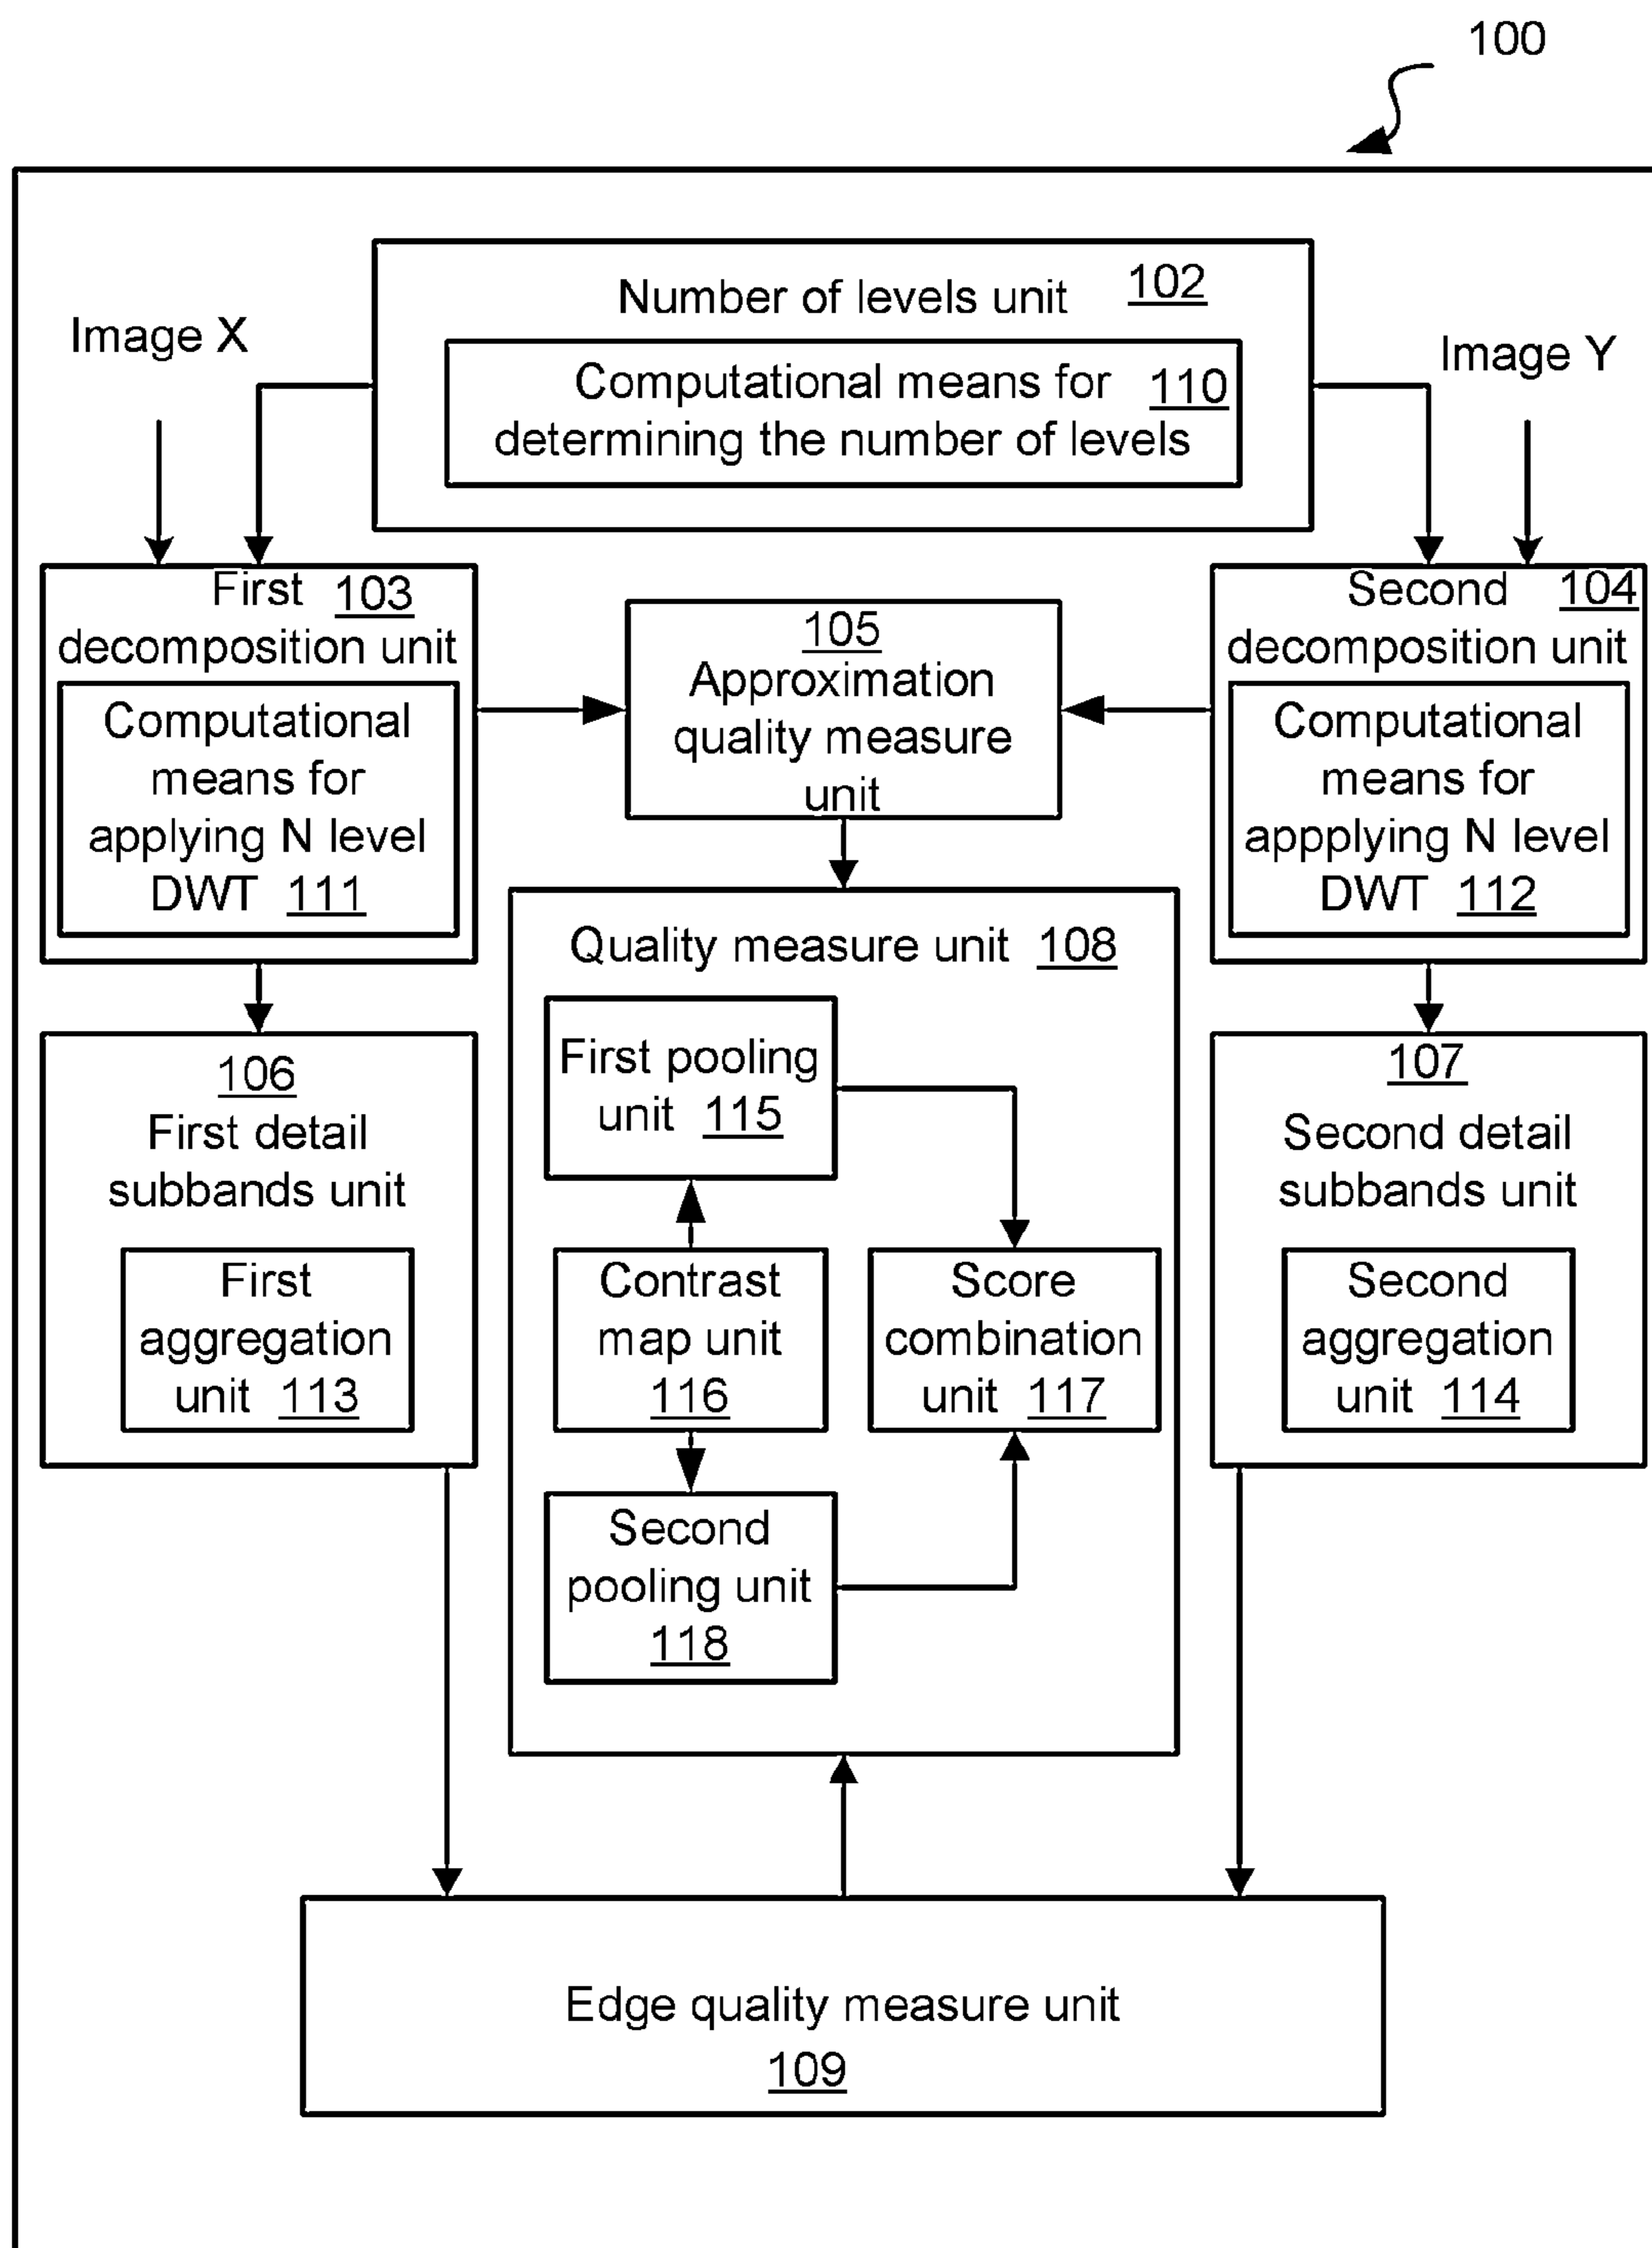 100
Number of levels unit 102
Image X
Image Y
Computational means for 110
determining the number of levels
First 103
decomposition unit
Computational
means for
applying N level
DWT 111
105
Approximation
quality measure
unit
Second 104
decomposition unit
Computational
means for
appplying N level
DWT 112
Quality measure unit 108
First pooling
unit 115
106
First detail
subbands unit
107
Second detail
subbands unit
First
aggregation
unit 113
Contrast
map unit
116
Score
combination
unit 117
Second
aggregation
unit 114
Second
pooling unit
118
Edge quality measure unit
109